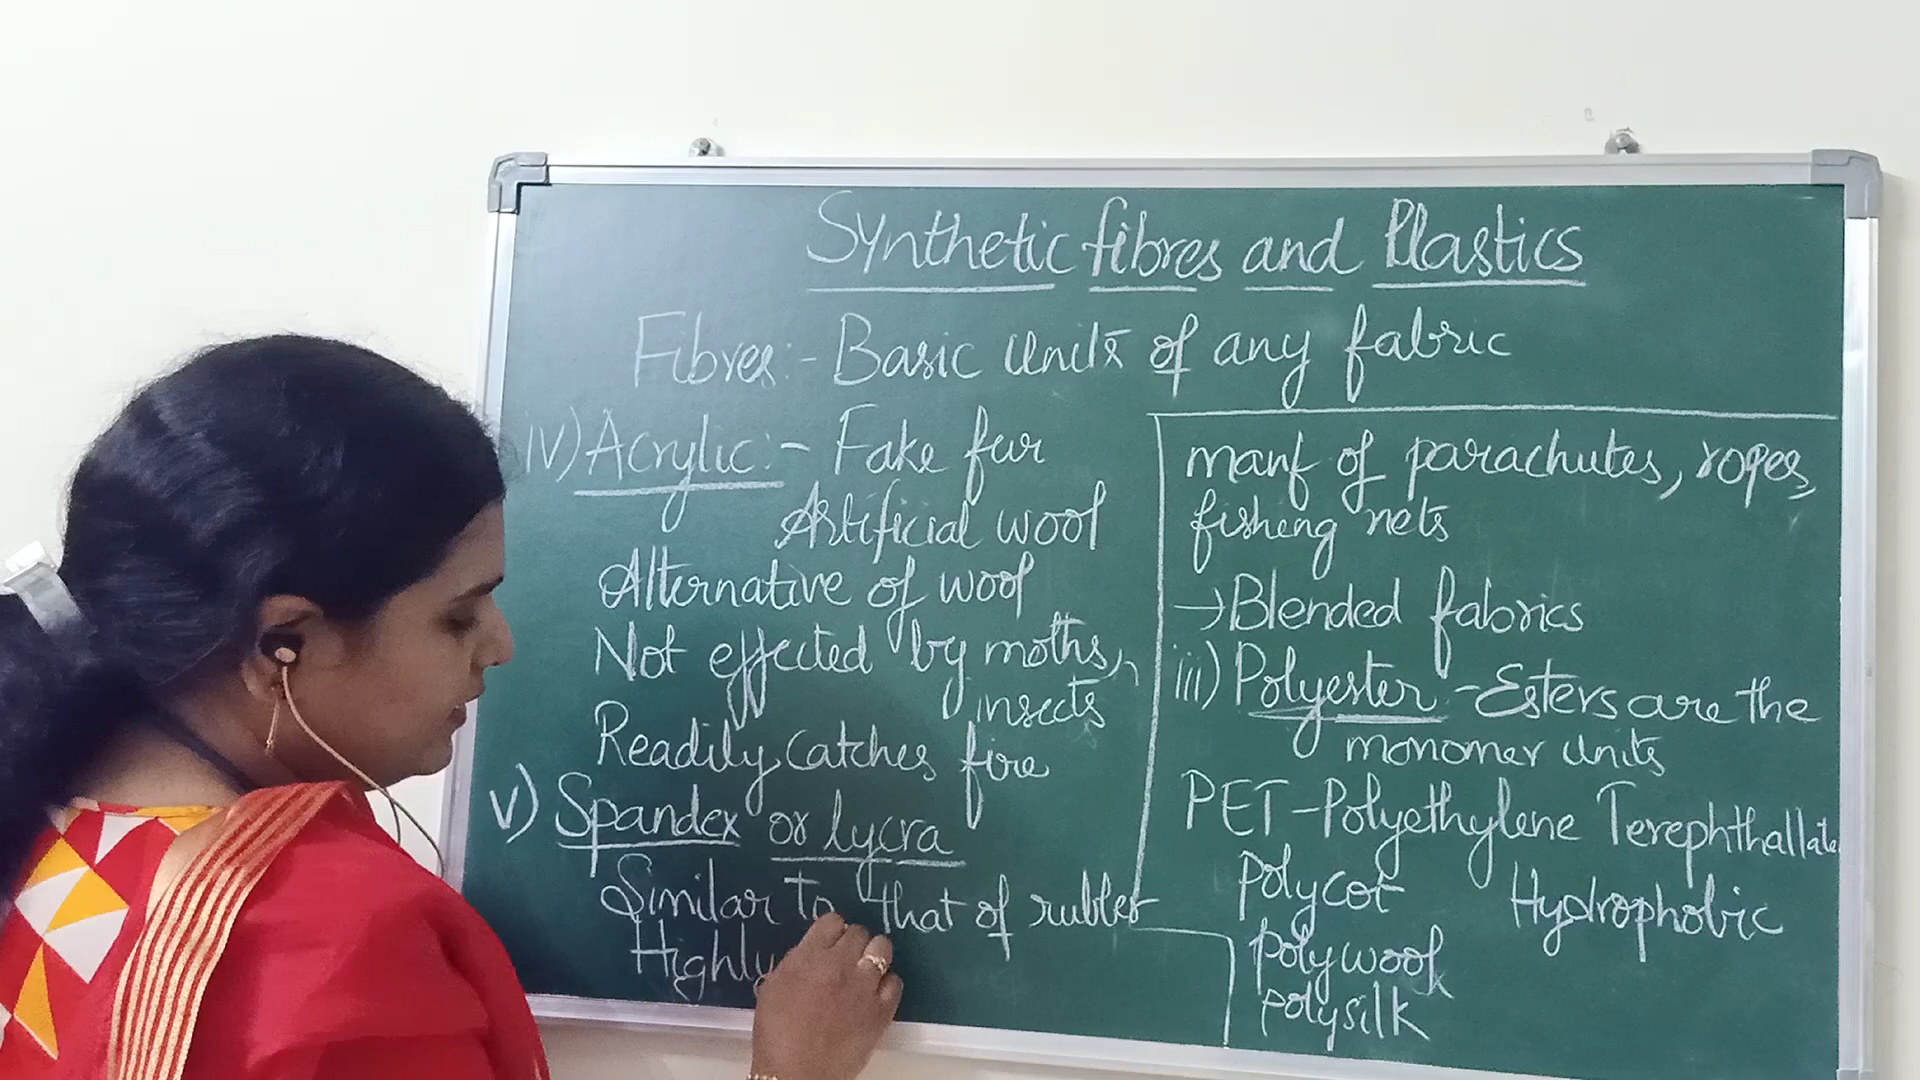 Synthetic fibres and Plastics
Fibres:- Basic units of any fabric
iv) Acrylic:- Fake fur
Artificial wool
Alternative of wool
Not effected by moths,
insects
Readily catches fire
v) Spandex or lycra
Similar to that of rubber
Highly
manf of parachutes, ropes,
fishing nets
→ Blended fabrics
iii) Polyester - Esters are the
monomer units
PET - Polyethylene Terephthallate
polycot Hydrophobic
polywool
polysilk